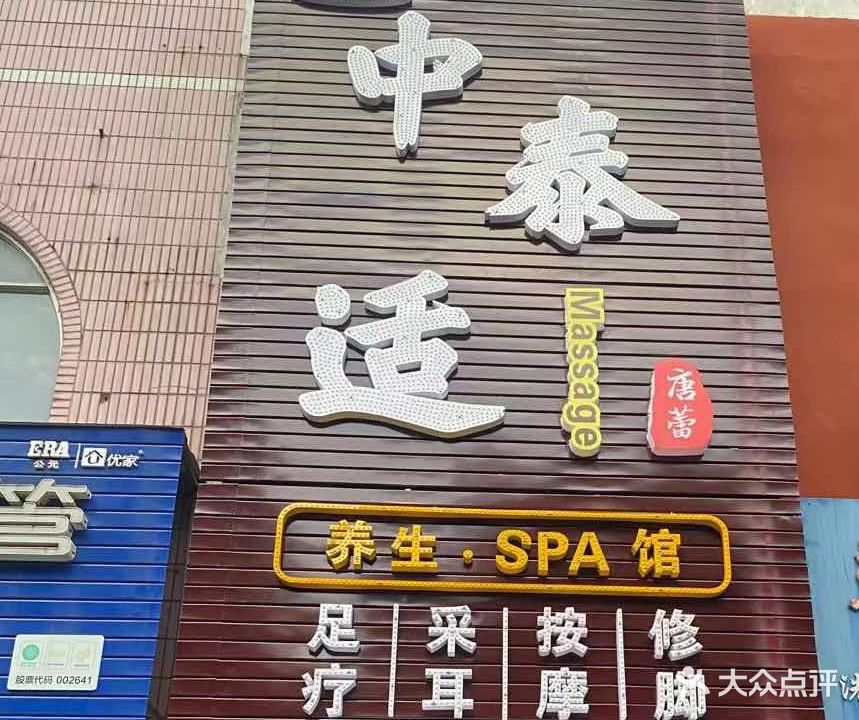 中
泰
适
Massage
唐蕾
养生·SPA馆
足疗
采耳
按摩
修脚
ERA
公元
优家
管
股票代码 002641
大众点评